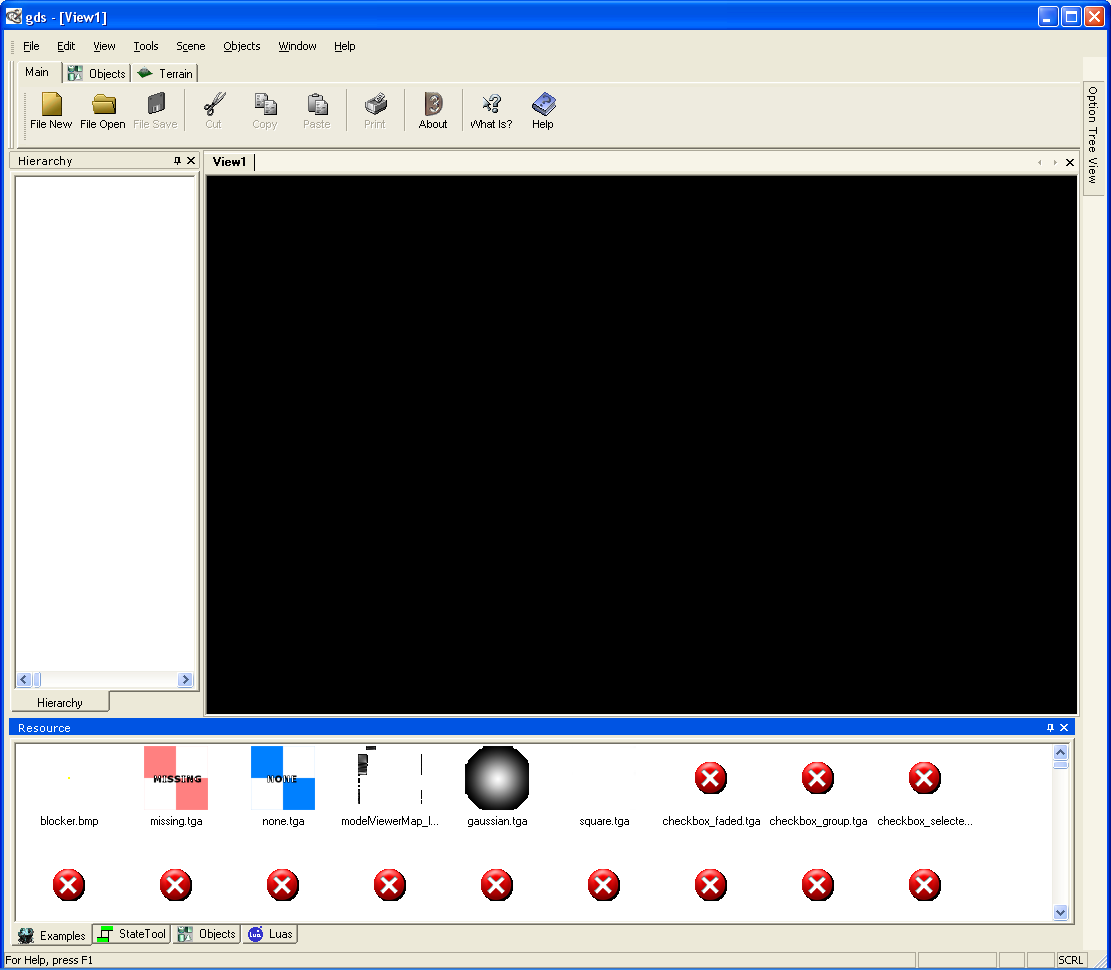 gds - [View1]
File Edit View Tools Scene Objects Window Help
Main Objects Terrain
File New File Open File Save Cut Copy Paste Print About What Is? Help
Option Tree View
Hierarchy
View1
Hierarchy
Resource
MISSING NONE
blocker.bmp missing.tga none.tga modelViewerMap_l... gaussian.tga square.tga checkbox_faded.tga checkbox_group.tga checkbox_selecte...
Examples StateTool Objects Luas
For Help, press F1 SCRL